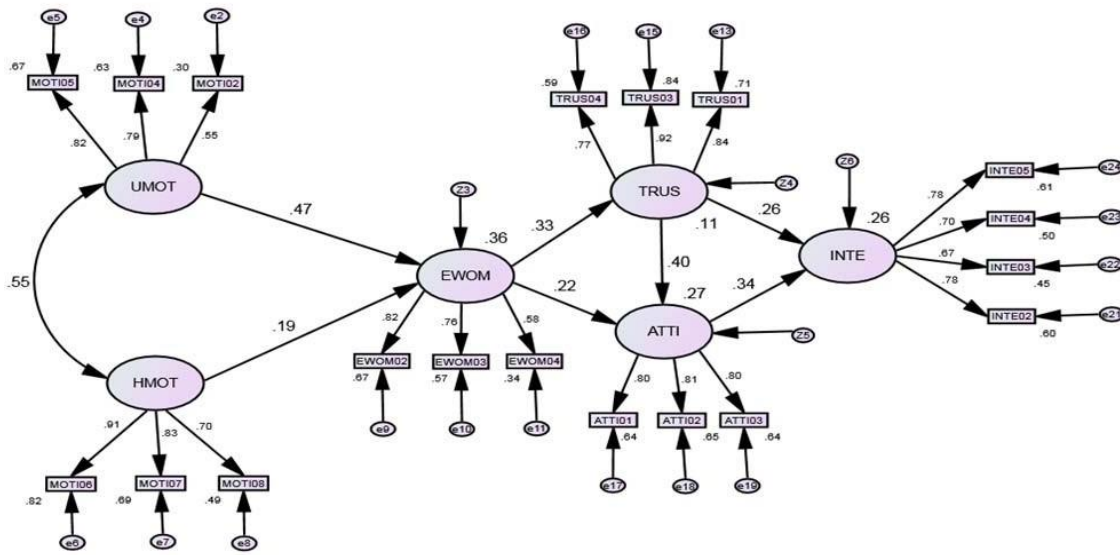 e5 e4 e2
.67 MOTI05 .63 MOTI04 .30 MOTI02
.82 .79 .55
UMOT
.47
.55
.19
HMOT
.91 .83 .70
MOTI06 MOTI07 MOTI08
.82 .69 .49
e6 e7 e8
Z3
.36
EWOM
.82 .76 .58
EWOM02 EWOM03 EWOM04
.67 .57 .34
e9 e10 e11
.33
.22
e16 e15 e13
.59 .84 .71
TRUS04 TRUS03 TRUS01
.77 .92 .84
TRUS
Z4
.11
.26
.40
.27
.34
ATTI
Z5
.80 .81 .80
ATTI01 ATTI02 ATTI03
.64 .65 .64
e17 e18 e19
Z6
.26
INTE
.78 INTE05 .61 e24
.70 INTE04 .50 e23
.67 INTE03 .45 e22
.78 INTE02 .60 e21